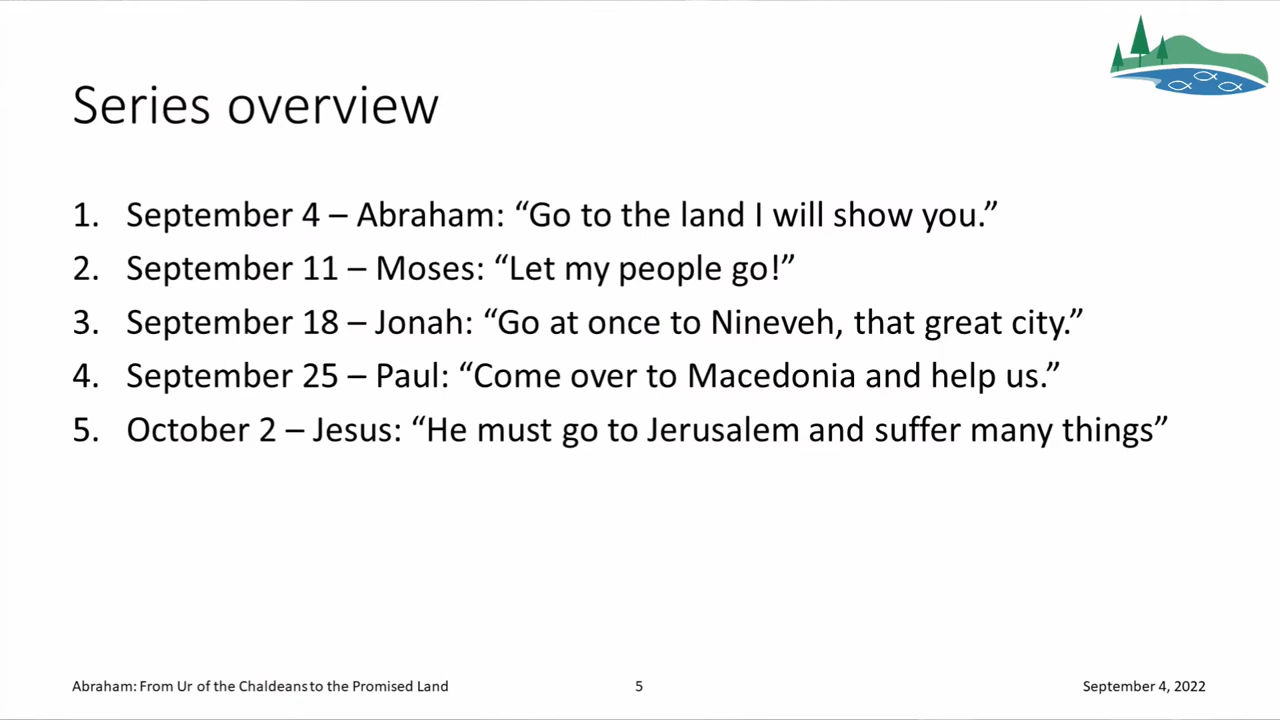 Series overview
1. September 4 – Abraham: “Go to the land I will show you.”
2. September 11 – Moses: “Let my people go!”
3. September 18 – Jonah: “Go at once to Nineveh, that great city.”
4. September 25 – Paul: “Come over to Macedonia and help us.”
5. October 2 – Jesus: “He must go to Jerusalem and suffer many things”
Abraham: From Ur of the Chaldeans to the Promised Land
5
September 4, 2022